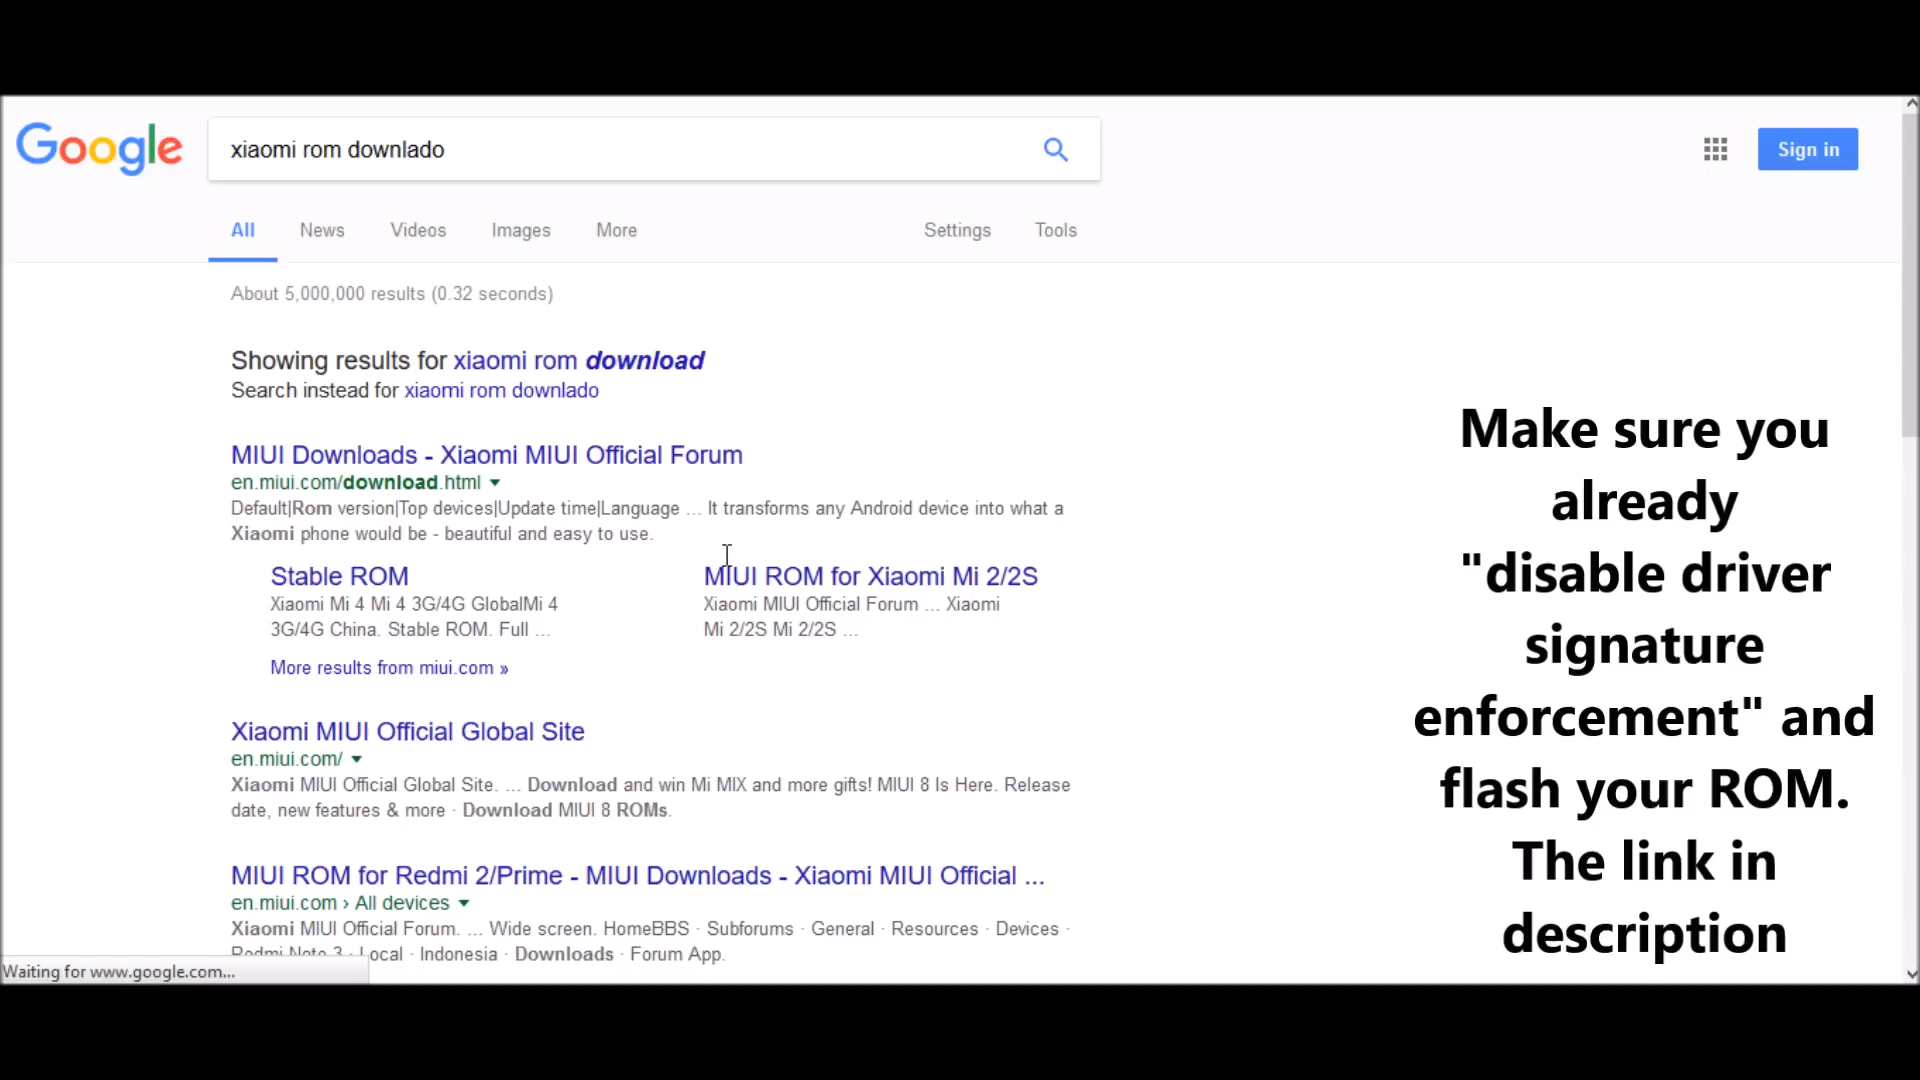 Google
xiaomi rom downlado
Sign in
All News Videos Images More Settings Tools
About 5,000,000 results (0.32 seconds)
Showing results for xiaomi rom download
Search instead for xiaomi rom downlado
MIUI Downloads - Xiaomi MIUI Official Forum
en.miui.com/download.html
Default|Rom version|Top devices|Update time|Language ... It transforms any Android device into what a
Xiaomi phone would be - beautiful and easy to use.
Stable ROM
Xiaomi Mi 4 Mi 4 3G/4G GlobalMi 4
3G/4G China. Stable ROM. Full ...
MIUI ROM for Xiaomi Mi 2/2S
Xiaomi MIUI Official Forum ... Xiaomi
Mi 2/2S Mi 2/2S ...
More results from miui.com »
Xiaomi MIUI Official Global Site
en.miui.com/
Xiaomi MIUI Official Global Site. ... Download and win Mi MIX and more gifts! MIUI 8 Is Here. Release
date, new features & more · Download MIUI 8 ROMs.
MIUI ROM for Redmi 2/Prime - MIUI Downloads - Xiaomi MIUI Official ...
en.miui.com › All devices
Xiaomi MIUI Official Forum. ... Wide screen. HomeBBS · Subforums · General · Resources · Devices ·
Redmi Note 3 · Local · Indonesia · Downloads · Forum App.
Waiting for www.google.com...
Make sure you
already
"disable driver
signature
enforcement" and
flash your ROM.
The link in
description